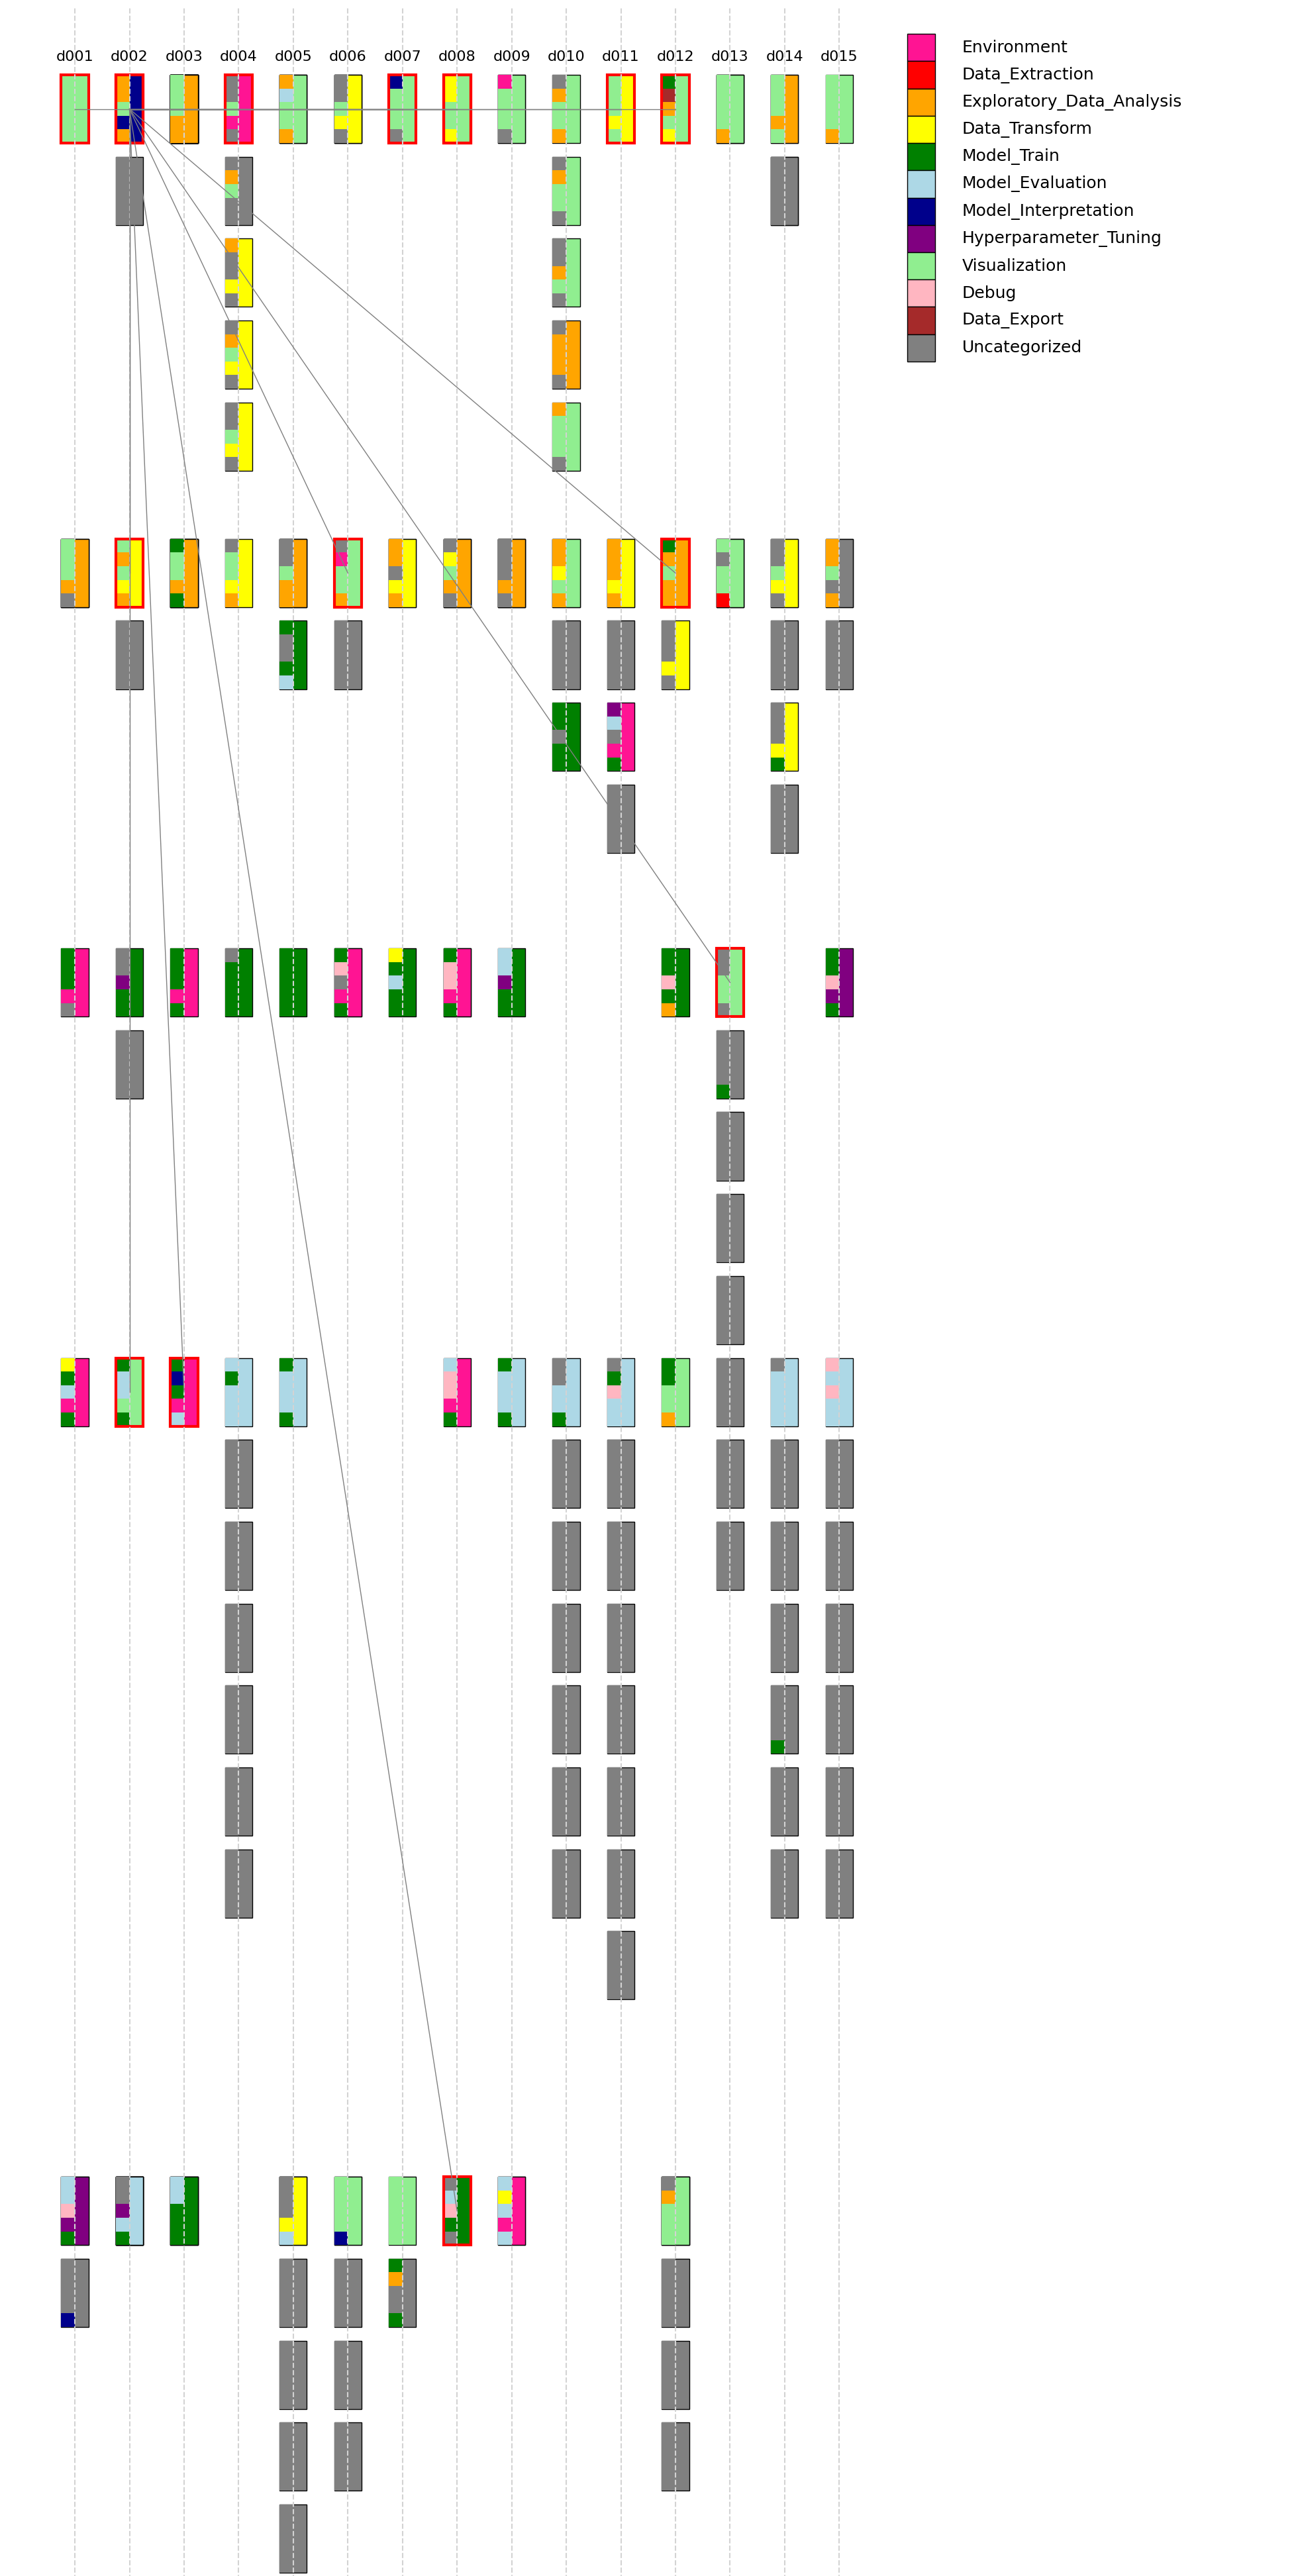 d001 d002 d003 d004 d005 d006 d007 d008 d009 d010 d011 d012 d013 d014 d015
Environment
Data_Extraction
Exploratory_Data_Analysis
Data_Transform
Model_Train
Model_Evaluation
Model_Interpretation
Hyperparameter_Tuning
Visualization
Debug
Data_Export
Uncategorized